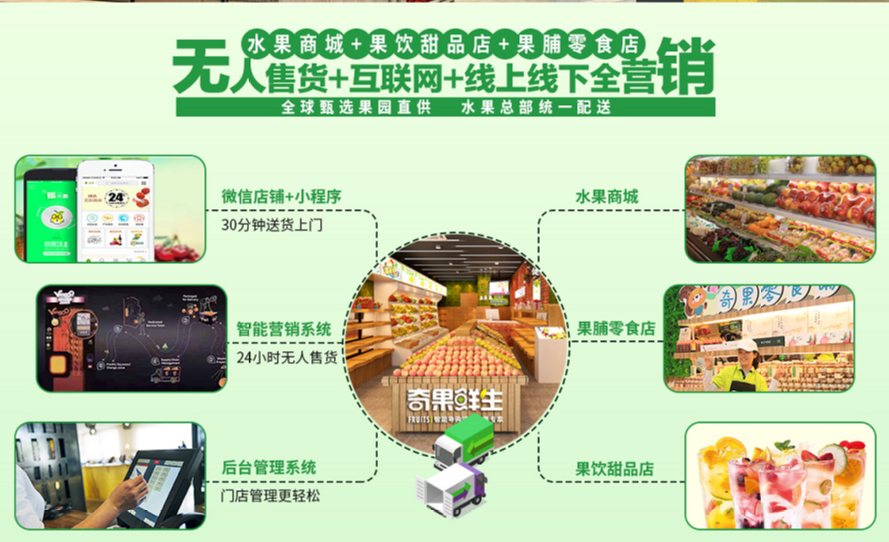 水果商城+果饮甜品店+果脯零食店
无人售货+互联网+线上线下全营销
全球甄选果园直供 水果总部统一配送
24
微信店铺+小程序
30分钟送货上门
水果商城
智能营销系统
24小时无人售货
果脯零食店
奇果零食
奇果鲜生
FRUITS
后台管理系统
门店管理更轻松
果饮甜品店